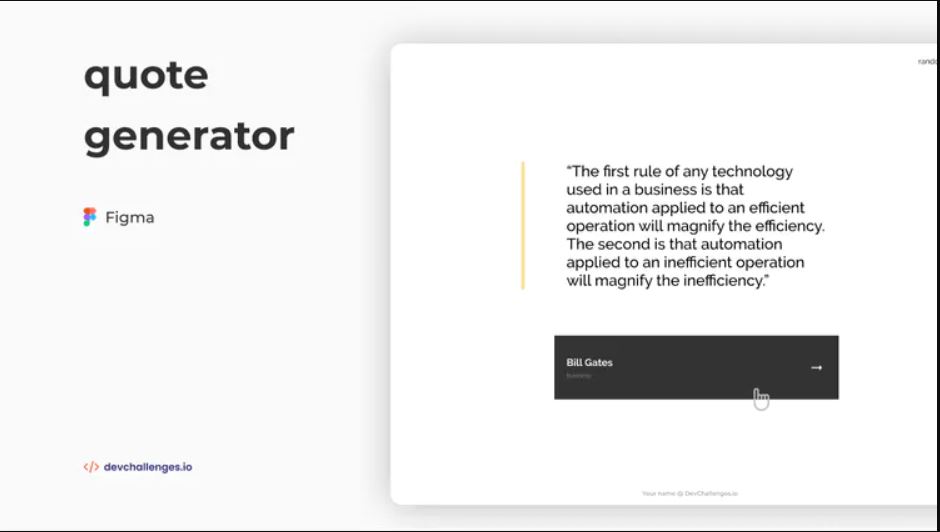 quote
generator
Figma
</> devchallenges.io
rando
“The first rule of any technology
used in a business is that
automation applied to an efficient
operation will magnify the efficiency.
The second is that automation
applied to an inefficient operation
will magnify the inefficiency.”
Bill Gates
business
Your name @ DevChallenges.io